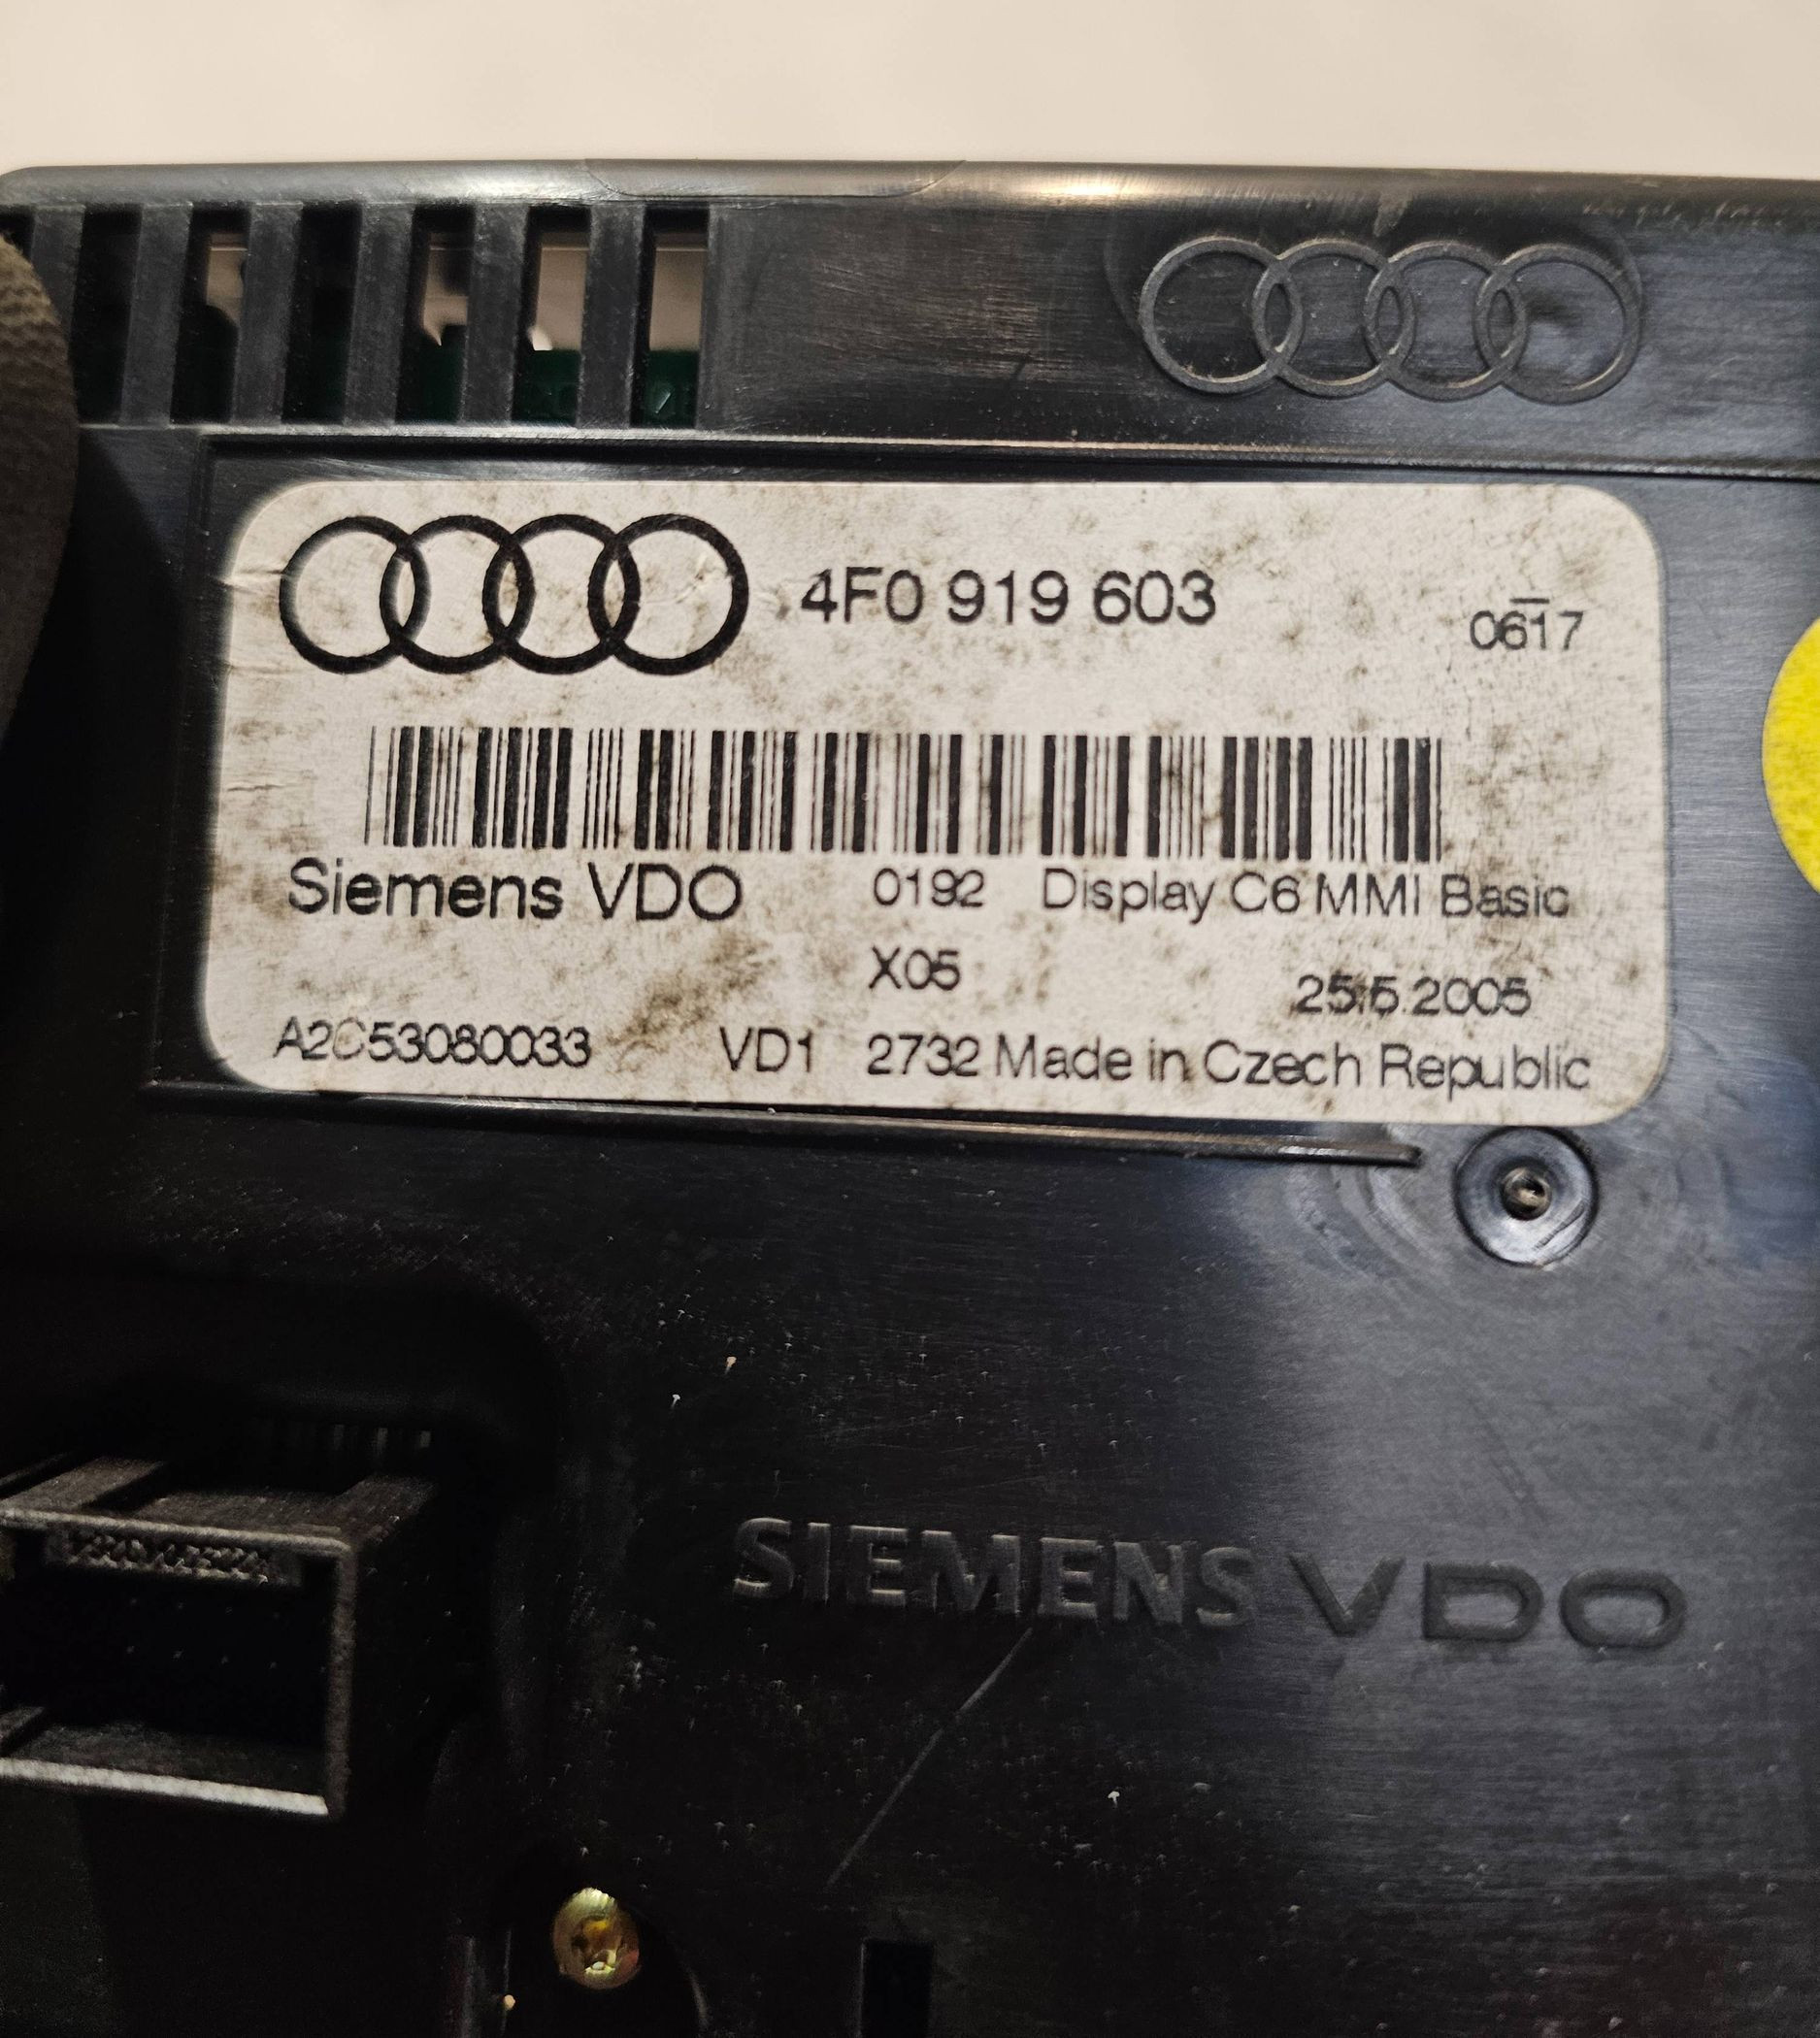 4F0 919 603
0617
Siemens VDO 0192 Display C6 MMI Basic
X05
25.5.2005
A2C53080033 VD1 2732 Made in Czech Republic
SIEMENS VDO